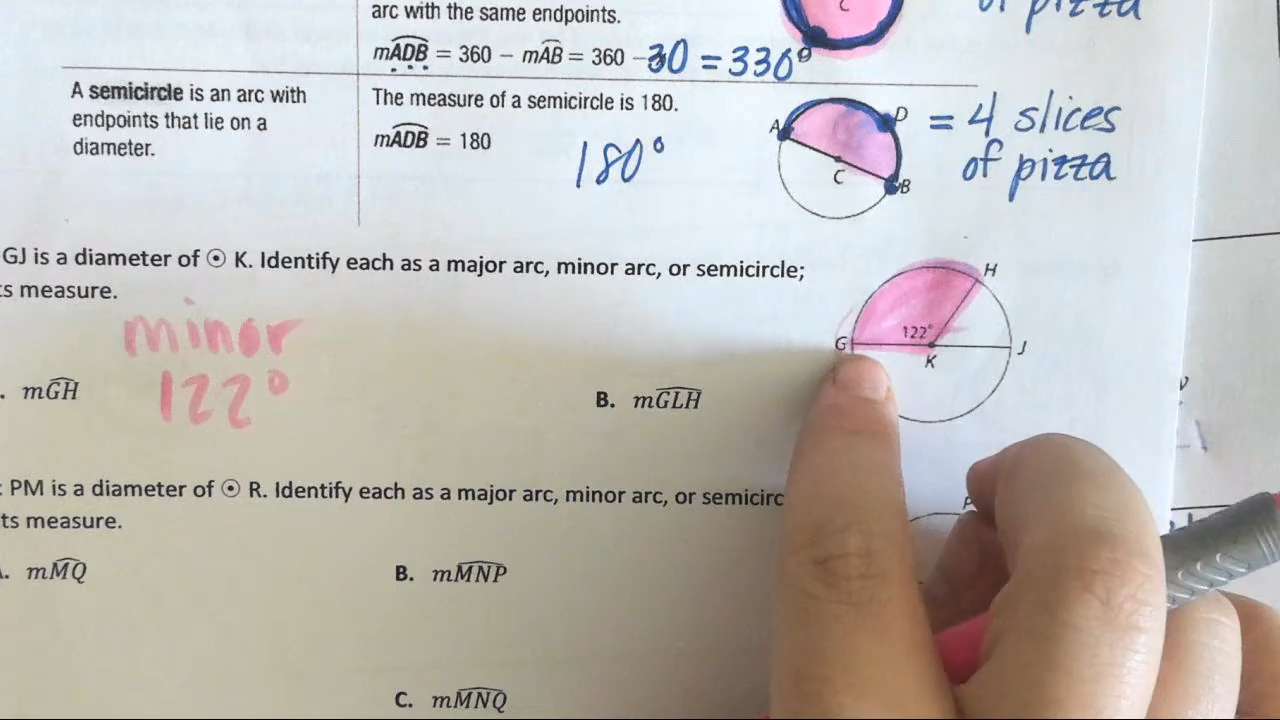 arc with the same endpoints.
of pizza
C
mADB = 360 − mAB = 360 − 30 = 330°
A semicircle is an arc with
endpoints that lie on a
diameter.
The measure of a semicircle is 180.
mADB = 180
180°
A
D
C
B
= 4 slices
of pizza
GJ is a diameter of ⊙ K. Identify each as a major arc, minor arc, or semicircle;
ts measure.
H
G
122°
J
K
minor
122°
. mGH
B. mGLH
: PM is a diameter of ⊙ R. Identify each as a major arc, minor arc, or semicirc
ts measure.
P
. mMQ
B. mMNP
C. mMNQ